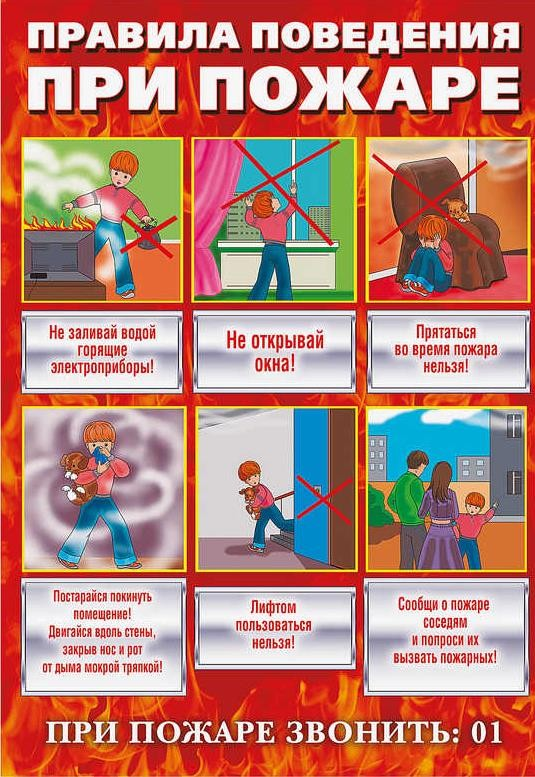 ПРАВИЛА ПОВЕДЕНИЯ
ПРИ ПОЖАРЕ
Не заливай водой
горящие
электроприборы!
Не открывай
окна!
Прятаться
во время пожара
нельзя!
Постарайся покинуть
помещение!
Двигайся вдоль стены,
закрыв нос и рот
от дыма мокрой тряпкой!
Лифтом
пользоваться
нельзя!
Сообщи о пожаре
соседям
и попроси их
вызвать пожарных!
ПРИ ПОЖАРЕ ЗВОНИТЬ: 01